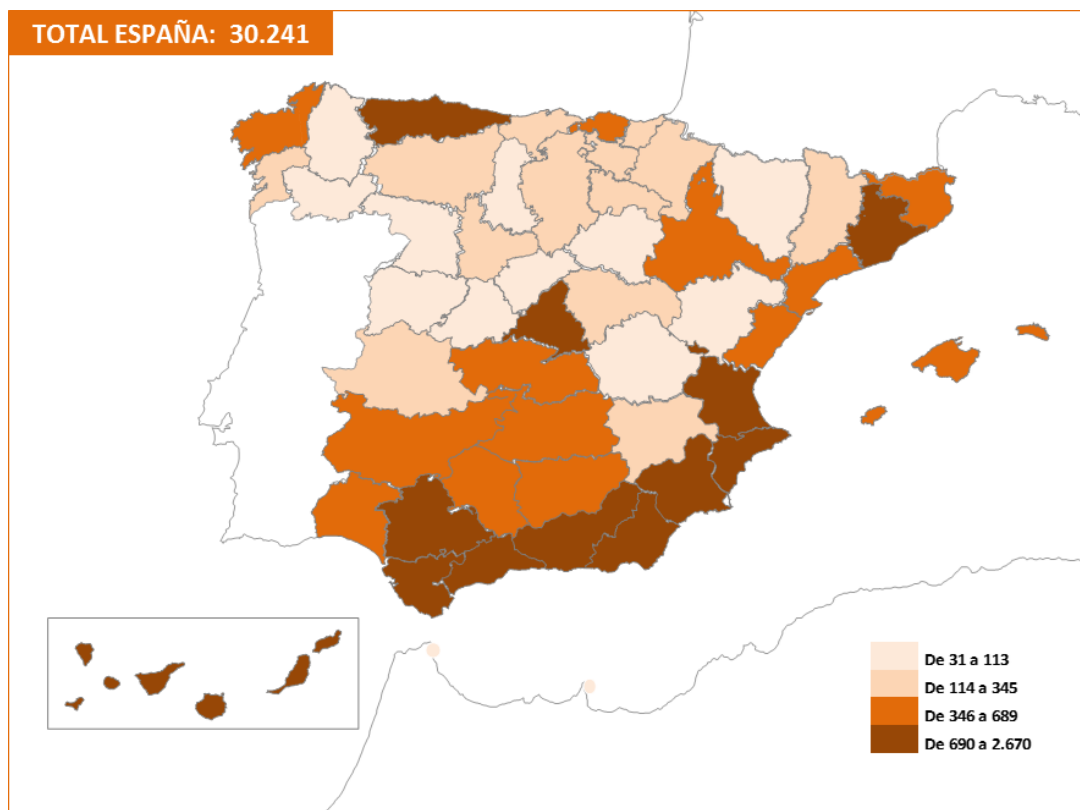 TOTAL ESPAÑA: 30.241
De 31 a 113
De 114 a 345
De 346 a 689
De 690 a 2.670